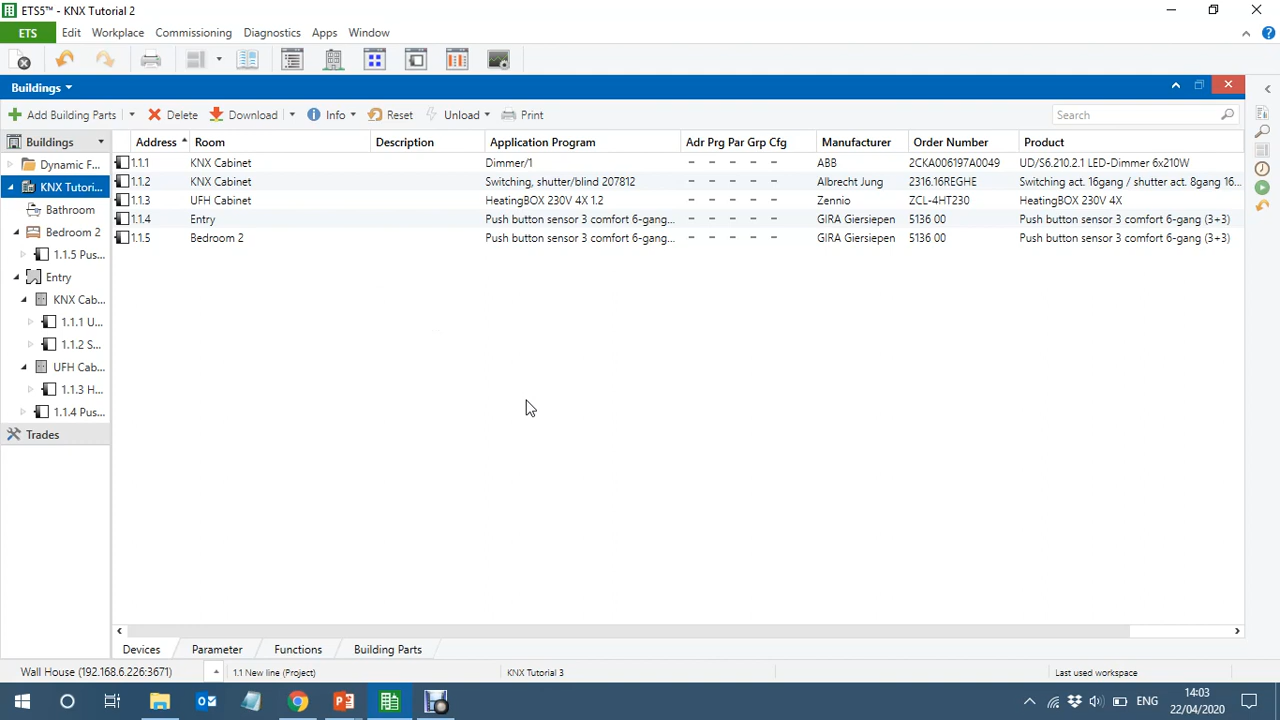 ETS5™ - KNX Tutorial 2
ETS Edit Workplace Commissioning Diagnostics Apps Window
Buildings
Add Building Parts Delete Download Info Reset Unload Print Search
Buildings Address Room Description Application Program Adr Prg Par Grp Cfg Manufacturer Order Number Product
Dynamic F... 1.1.1 KNX Cabinet Dimmer/1 - - - - - ABB 2CKA006197A0049 UD/S6.210.2.1 LED-Dimmer 6x210W
KNX Tutori... 1.1.2 KNX Cabinet Switching, shutter/blind 207812 - - - - - Albrecht Jung 2316.16REGHE Switching act. 16gang / shutter act. 8gang 16...
Bathroom 1.1.3 UFH Cabinet HeatingBOX 230V 4X 1.2 - - - - - Zennio ZCL-4HT230 HeatingBOX 230V 4X
Bedroom 2 1.1.4 Entry Push button sensor 3 comfort 6-gang... - - - - - GIRA Giersiepen 5136 00 Push button sensor 3 comfort 6-gang (3+3)
1.1.5 Bedroom 2 Push button sensor 3 comfort 6-gang... - - - - - GIRA Giersiepen 5136 00 Push button sensor 3 comfort 6-gang (3+3)
1.1.5 Pus...
Entry
KNX Cab...
1.1.1 U...
1.1.2 S...
UFH Cab...
1.1.3 H...
1.1.4 Pus...
Trades
Devices Parameter Functions Building Parts
Wall House (192.168.6.226:3671) 1.1 New line (Project) KNX Tutorial 3 Last used workspace
ENG 14:03
22/04/2020